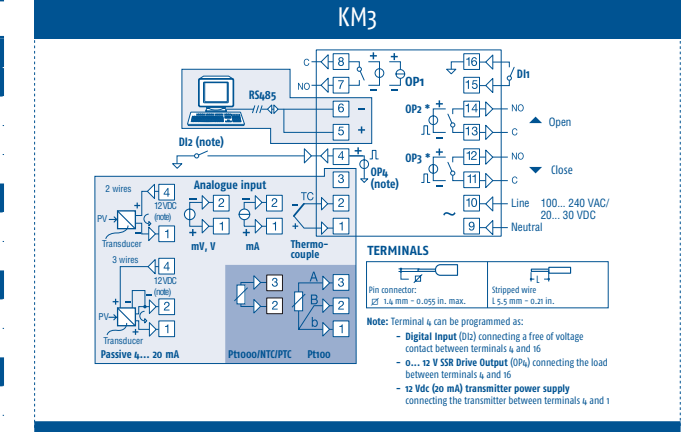 KM3
C
8
+ +
NO
7
- -
OP1
16
15
DI1
RS485
6
-
5
+
OP2 *
+
-
14
NO
13
C
Open
DI2 (note)
4
+
-
OP4
(note)
OP3 *
+
-
12
NO
11
C
Close
3
TC
2
1
10
Line
100... 240 VAC/
20... 30 VDC
~
9
Neutral
Analogue input
2 wires
4
12VDC
(note)
PV
+
-
1
Transducer
- 2
+ 1
mV, V
- 2
+ 1
mA
- +
Thermo-
couple
3 wires
4
12VDC
(note)
+ -
2
PV
+
1
Transducer
Passive 4... 20 mA
3
2
Pt1000/NTC/PTC
A
3
B
2
b
1
Pt100
TERMINALS
Pin connector:
Ø 1.4 mm - 0.055 in. max.
L
Stripped wire
L 5.5 mm - 0.21 in.
Note: Terminal 4 can be programmed as:
- Digital Input (DI2) connecting a free of voltage
contact between terminals 4 and 16
- 0... 12 V SSR Drive Output (OP4) connecting the load
between terminals 4 and 16
- 12 Vdc (20 mA) transmitter power supply
connecting the transmitter between terminals 4 and 1